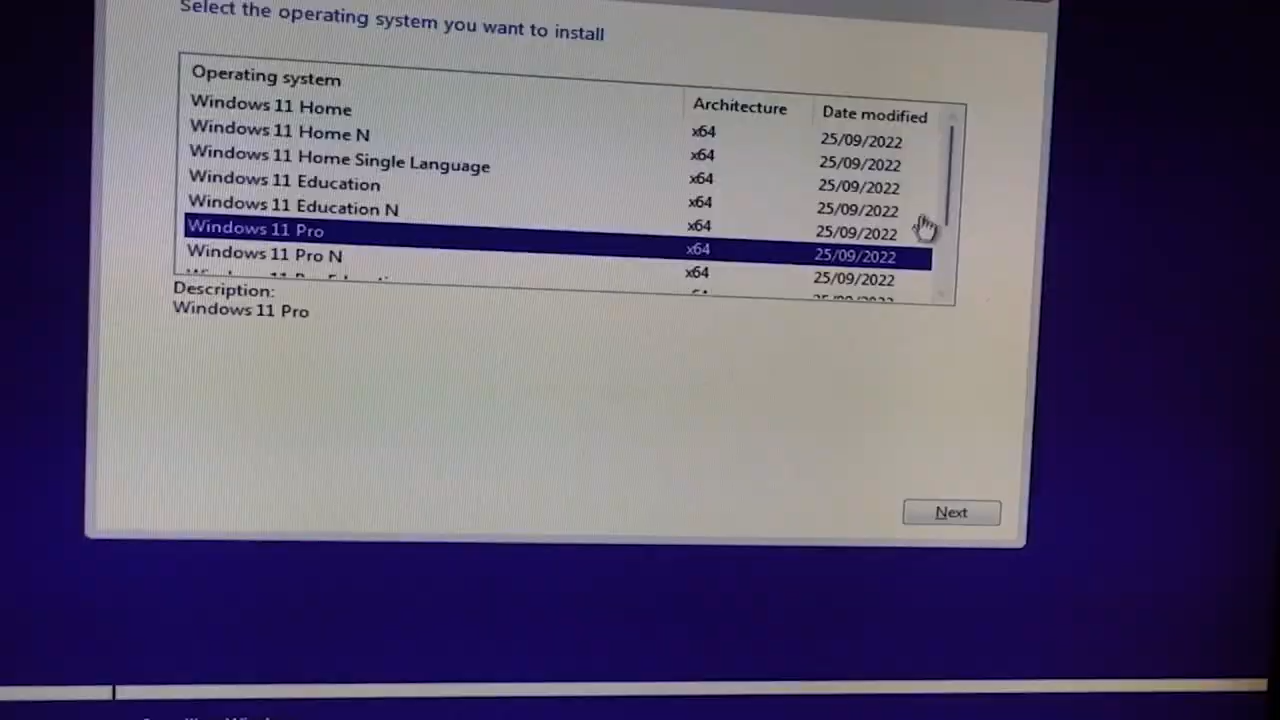 Select the operating system you want to install
Operating system Architecture Date modified
Windows 11 Home x64 25/09/2022
Windows 11 Home N x64 25/09/2022
Windows 11 Home Single Language x64 25/09/2022
Windows 11 Education x64 25/09/2022
Windows 11 Education N x64 25/09/2022
Windows 11 Pro x64 25/09/2022
Windows 11 Pro N x64 25/09/2022
Description:
Windows 11 Pro
Next